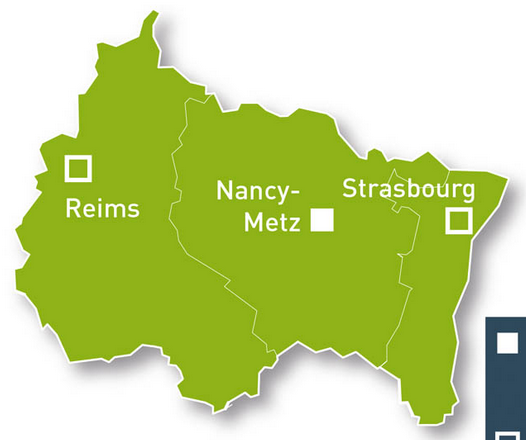 Reims
Nancy-
Metz
Strasbourg